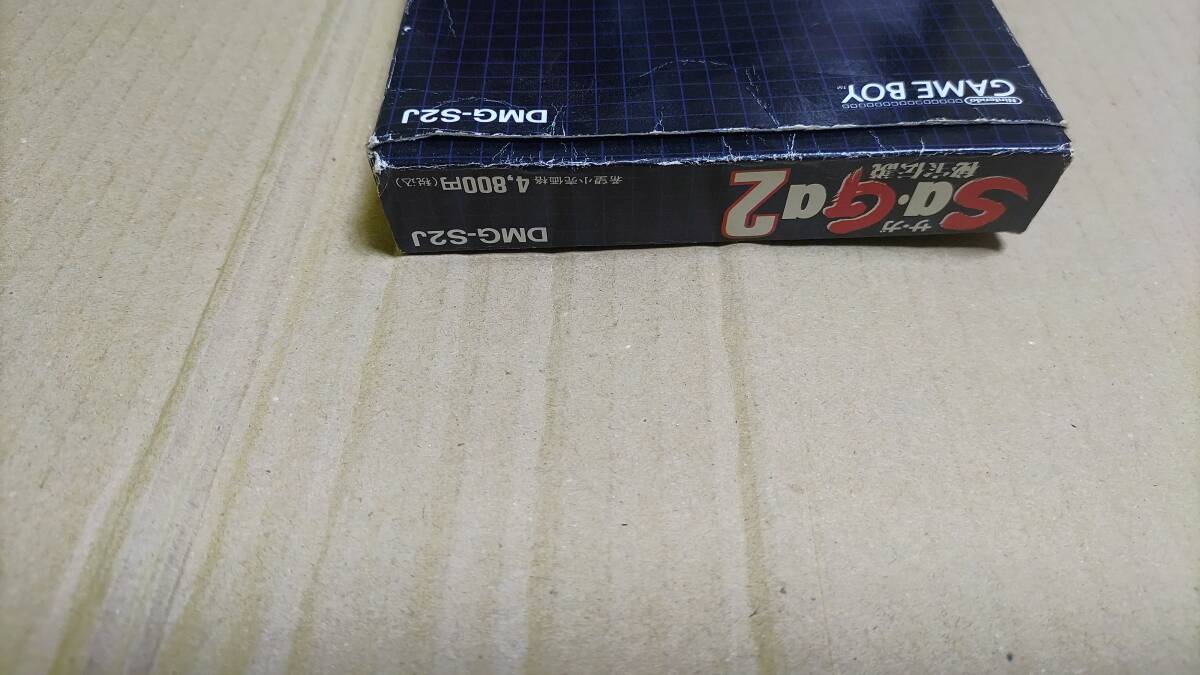 Nintendo
GAME BOY™
DMG-S2J
サ・ガ
Sa・Ga2
秘宝伝説
希望小売価格4,800円(税込)
DMG-S2J